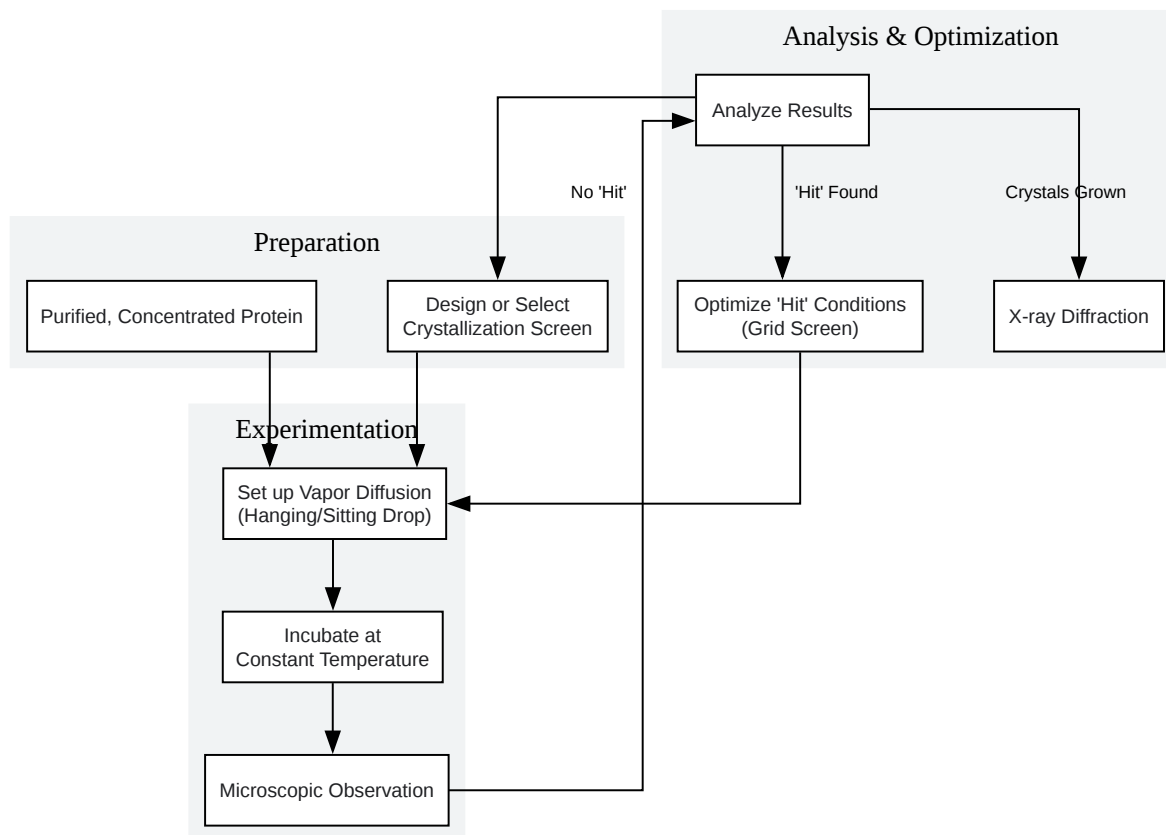 Analysis & Optimization
Analyze Results
No 'Hit'
'Hit' Found
Crystals Grown
Preparation
Purified, Concentrated Protein
Design or Select
Crystallization Screen
Optimize 'Hit' Conditions
(Grid Screen)
X-ray Diffraction
Experimentation
Set up Vapor Diffusion
(Hanging/Sitting Drop)
Incubate at
Constant Temperature
Microscopic Observation